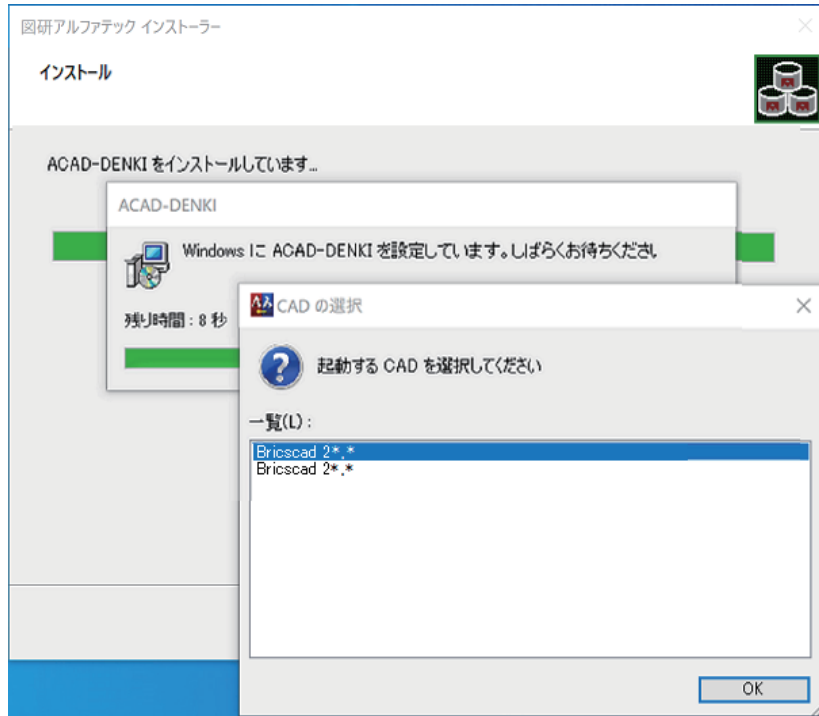 図研アルファテック インストーラー
インストール
ACAD-DENKI をインストールしています...
ACAD-DENKI
Windows に ACAD-DENKI を設定しています。しばらくお待ちくださ
残り時間 : 8 秒
CAD の選択
起動する CAD を選択してください
一覧(L) :
Bricscad 2*.*
Bricscad 2*.*
OK